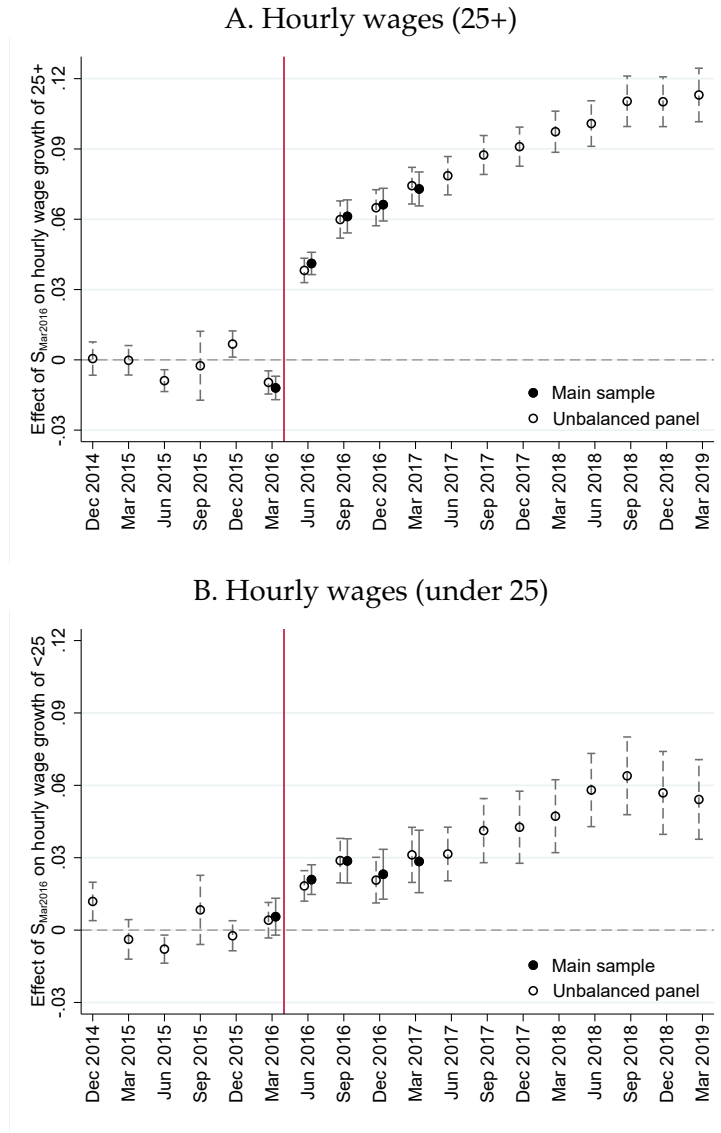 A. Hourly wages (25+)
Effect of S_Mar2016 on hourly wage growth of 25+
.12
.09
.06
.03
0
-.03
Main sample
Unbalanced panel
Dec 2014
Mar 2015
Jun 2015
Sep 2015
Dec 2015
Mar 2016
Jun 2016
Sep 2016
Dec 2016
Mar 2017
Jun 2017
Sep 2017
Dec 2017
Mar 2018
Jun 2018
Sep 2018
Dec 2018
Mar 2019
B. Hourly wages (under 25)
Effect of S_Mar2016 on hourly wage growth of <25
.12
.09
.06
.03
0
-.03
Main sample
Unbalanced panel
Dec 2014
Mar 2015
Jun 2015
Sep 2015
Dec 2015
Mar 2016
Jun 2016
Sep 2016
Dec 2016
Mar 2017
Jun 2017
Sep 2017
Dec 2017
Mar 2018
Jun 2018
Sep 2018
Dec 2018
Mar 2019